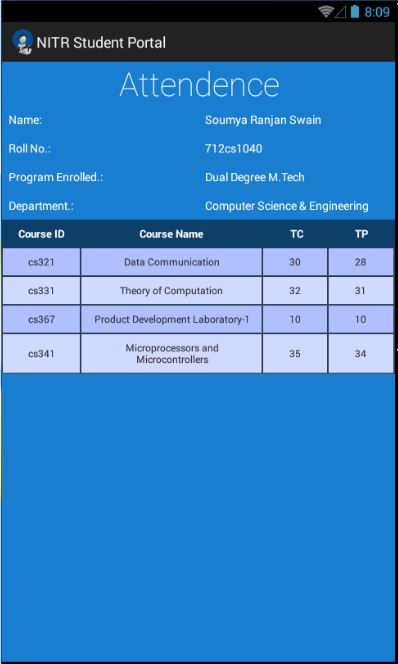 8:09
NITR Student Portal
Attendence
Name: Soumya Ranjan Swain
Roll No.: 712cs1040
Program Enrolled.: Dual Degree M.Tech
Department.: Computer Science & Engineering
Course ID Course Name TC TP
cs321 Data Communication 30 28
cs331 Theory of Computation 32 31
cs367 Product Development Laboratory-1 10 10
cs341 Microprocessors and Microcontrollers 35 34